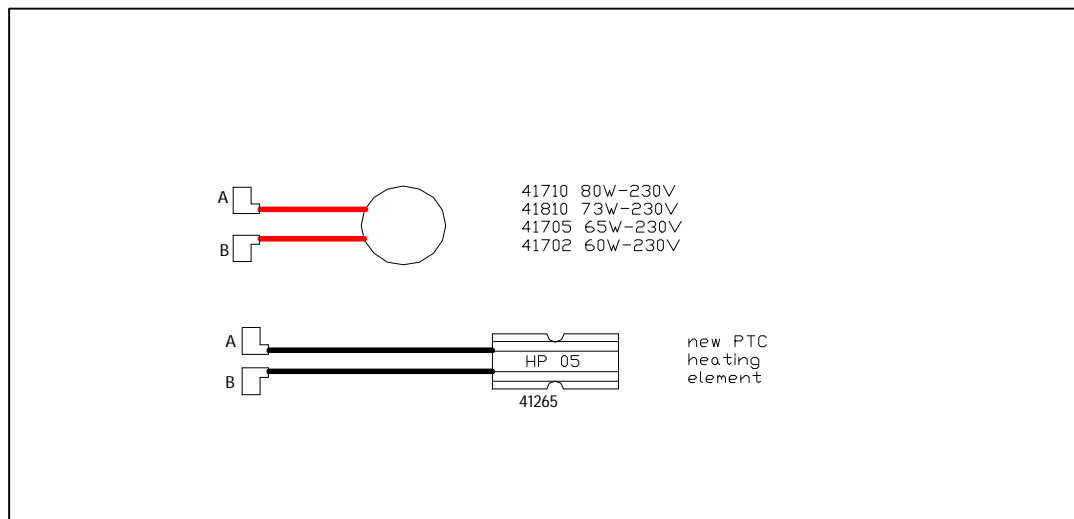 A
B
41710 80W-230V
41810 73W-230V
41705 65W-230V
41702 60W-230V
A
B
HP 05
41265
new PTC
heating
element